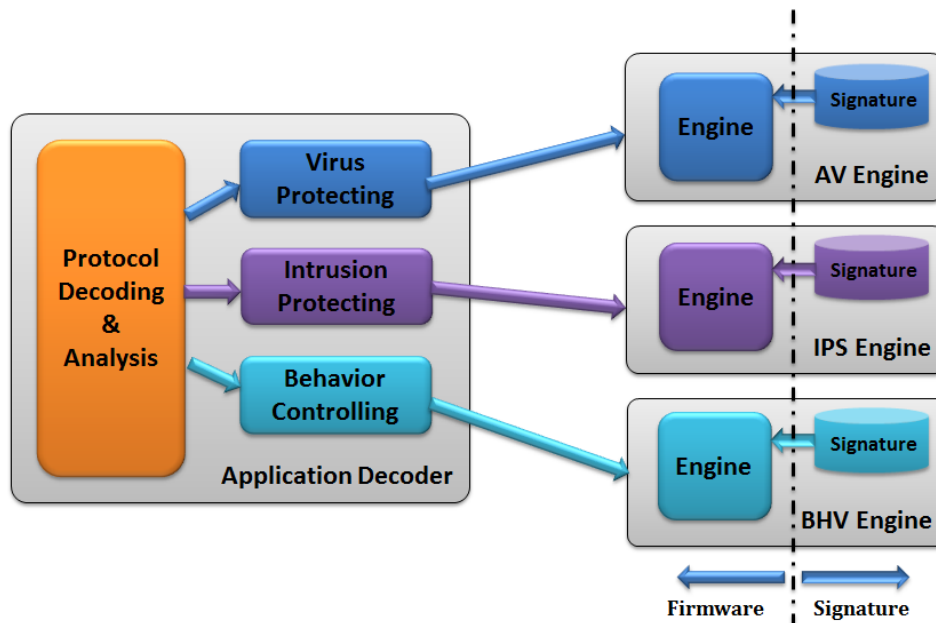 Protocol
Decoding
&
Analysis
Virus
Protecting
Intrusion
Protecting
Behavior
Controlling
Application Decoder
Engine
Signature
AV Engine
Engine
Signature
IPS Engine
Engine
Signature
BHV Engine
Firmware
Signature